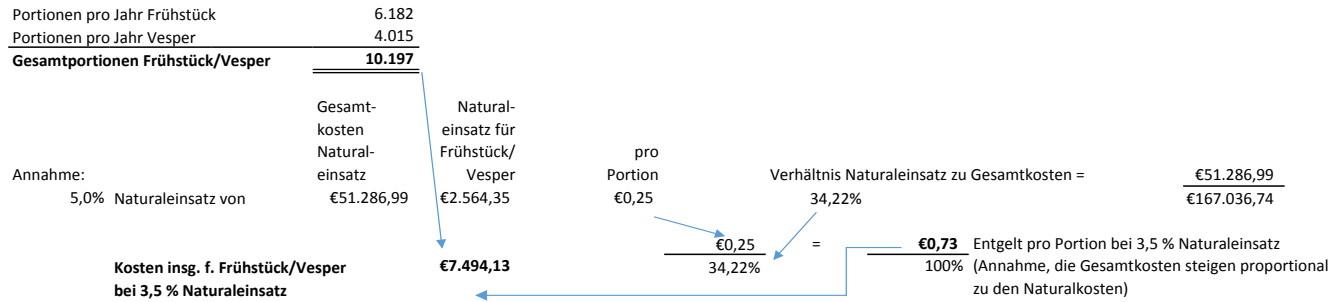 Portionen pro Jahr Frühstück 6.182
Portionen pro Jahr Vesper 4.015
Gesamtportionen Frühstück/Vesper 10.197
Gesamt- Natural-
kosten einsatz für
Natural- Frühstück/ pro
Annahme: einsatz Vesper Portion Verhältnis Naturaleinsatz zu Gesamtkosten = €51.286,99
5,0% Naturaleinsatz von €51.286,99 €2.564,35 €0,25 34,22% €167.036,74
€0,25 = €0,73 Entgelt pro Portion bei 3,5 % Naturaleinsatz
Kosten insg. f. Frühstück/Vesper €7.494,13 34,22% 100% (Annahme, die Gesamtkosten steigen proportional
bei 3,5 % Naturaleinsatz zu den Naturalkosten)